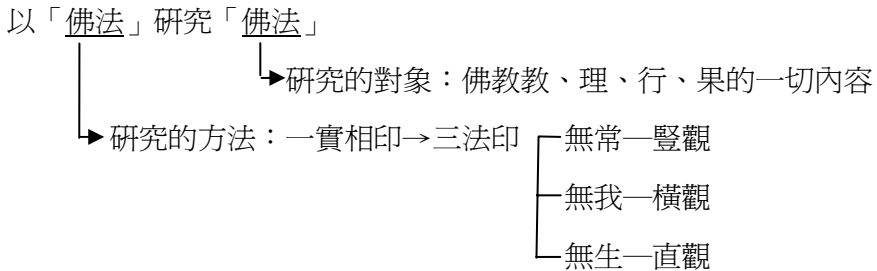 以「佛法」研究「佛法」
研究的對象：佛教教、理、行、果的一切內容
研究的方法：一實相印→三法印
無常—豎觀
無我—橫觀
無生—直觀